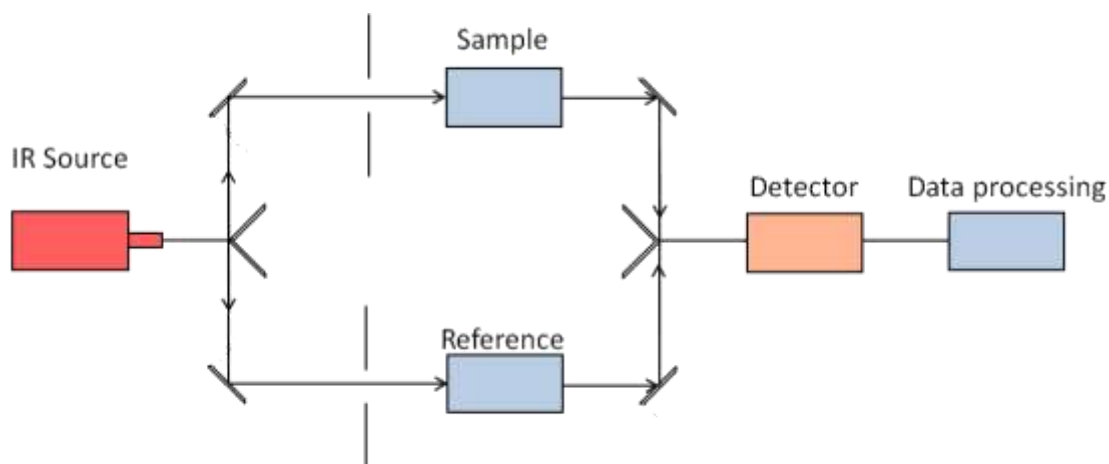 Sample
IR Source
Detector
Data processing
Reference